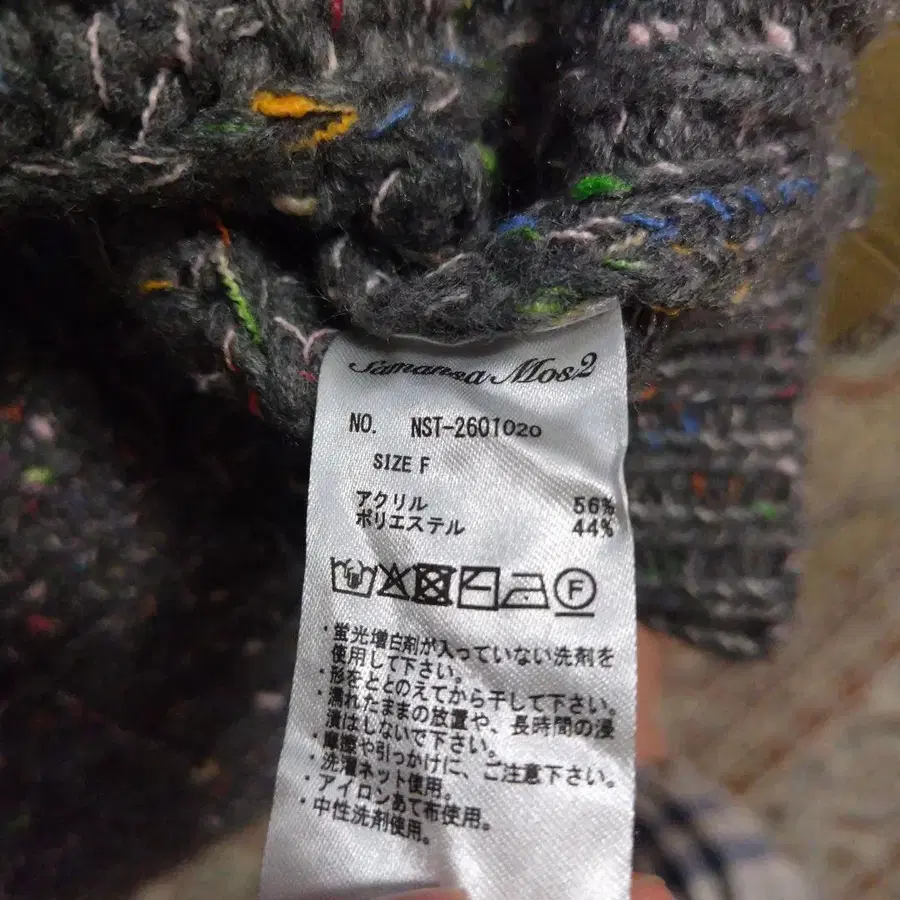 Samansa Mos2
NO. NST-2601020
SIZE F
アクリル 56%
ポリエステル 44%
F
・蛍光増白剤が入っていない洗剤を
使用して下さい。
・形をととのえてから干して下さい。
・濡れたままの放置や、長時間の浸
漬はしないで下さい。
・摩擦や引っかけに、ご注意下さい。
・洗濯ネット使用。
・アイロンあて布使用。
・中性洗剤使用。